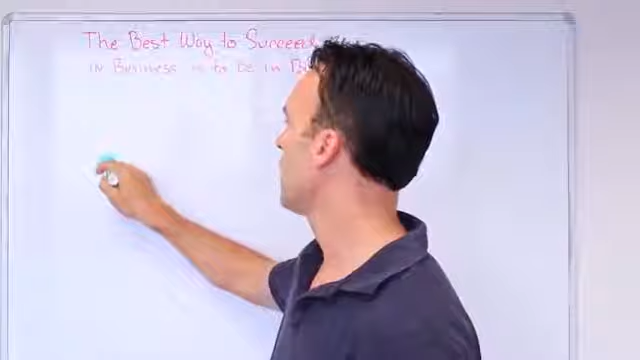 The Best Way to Succeed
in Business is to be in